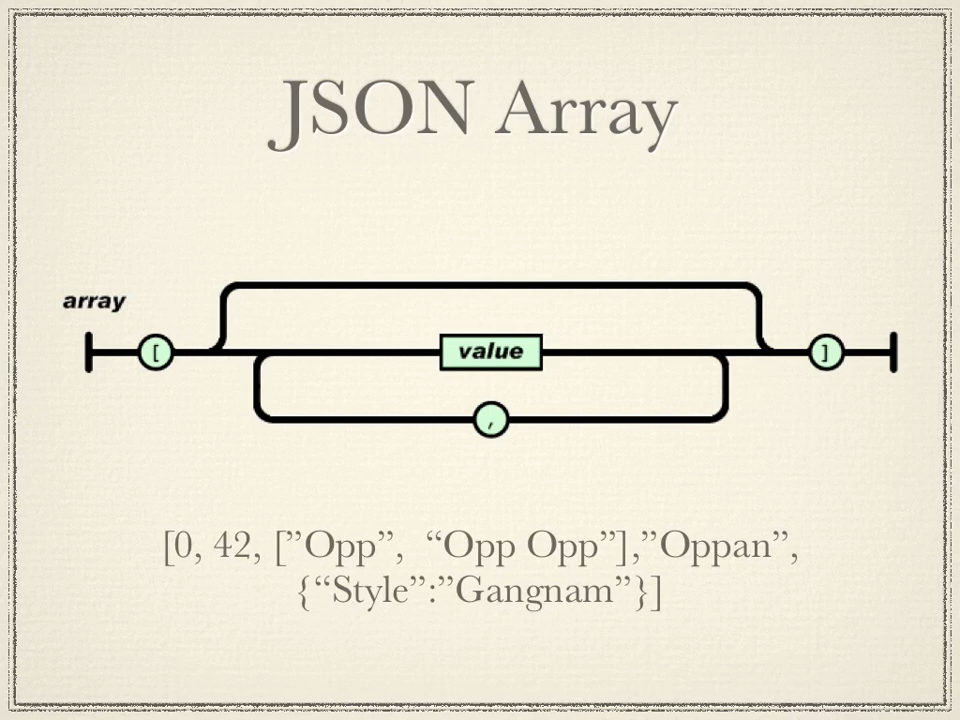 JSON Array
array
[
value
]
,
[0, 42, [”Opp”,  “Opp Opp”],”Oppan”,
{“Style”:”Gangnam”}]